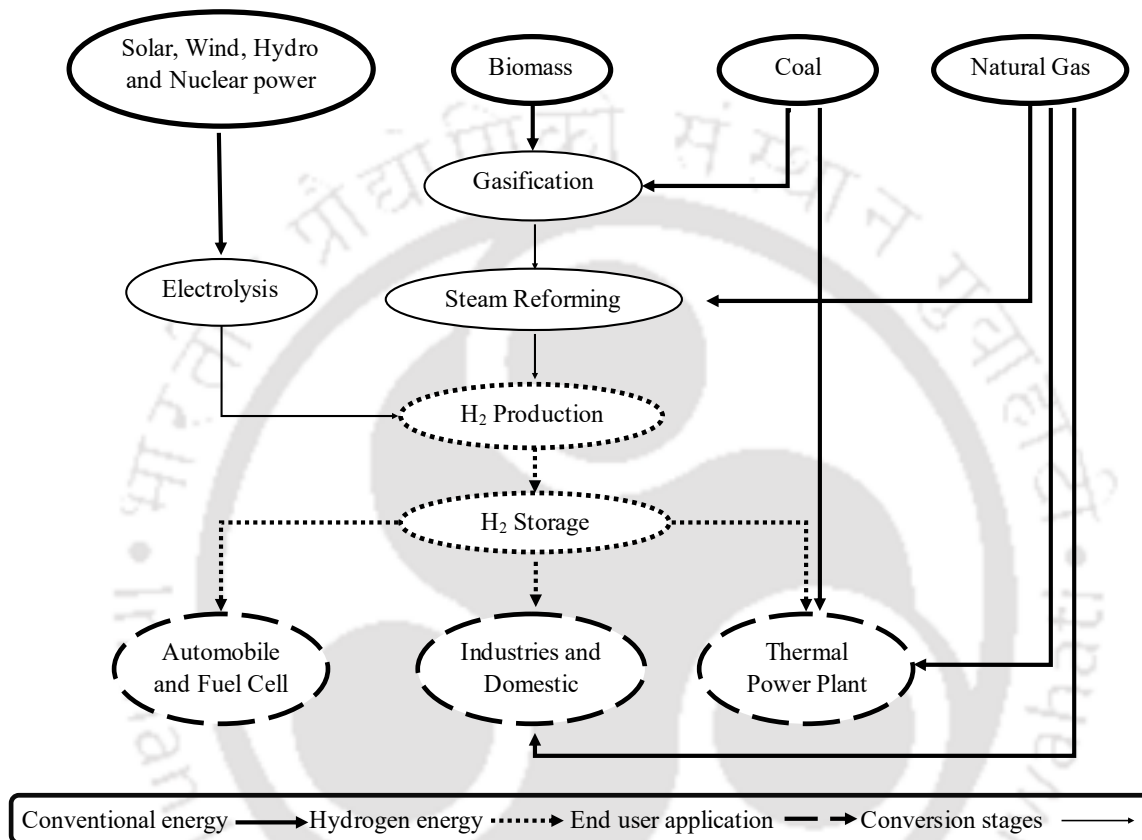 Solar, Wind, Hydro
and Nuclear power
Biomass
Coal
Natural Gas
Gasification
Electrolysis
Steam Reforming
H₂ Production
H₂ Storage
Automobile
and Fuel Cell
Industries and
Domestic
Thermal
Power Plant
Conventional energy
Hydrogen energy
End user application
Conversion stages